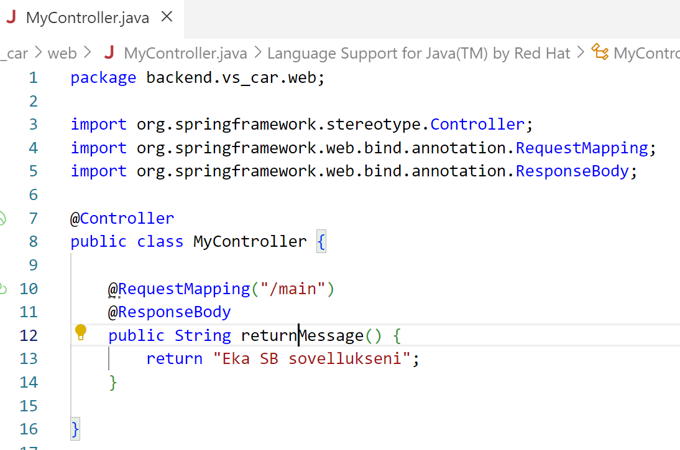 J MyController.java ×
_car > web > J MyController.java > Language Support for Java(TM) by Red Hat > MyContro
1 package backend.vs_car.web;
2
3 import org.springframework.stereotype.Controller;
4 import org.springframework.web.bind.annotation.RequestMapping;
5 import org.springframework.web.bind.annotation.ResponseBody;
6
7 @Controller
8 public class MyController {
9
10 @RequestMapping("/main")
11 @ResponseBody
12 public String returnMessage() {
13 return "Eka SB sovellukseni";
14 }
15
16 }
17